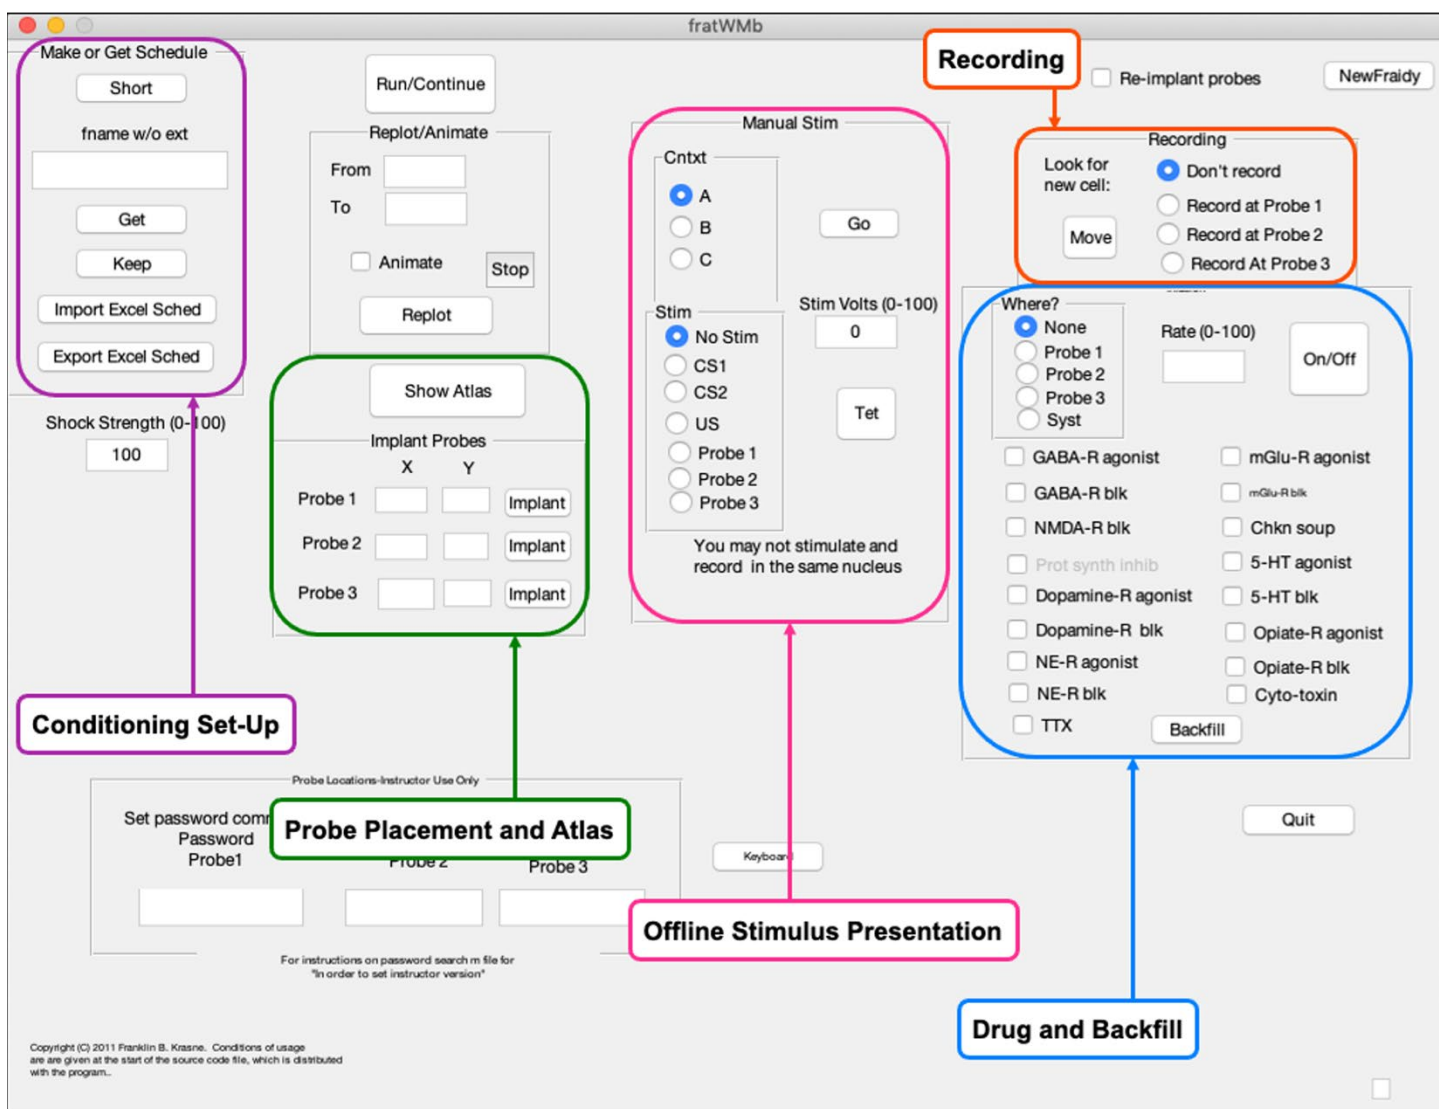 fratWMb
Make or Get Schedule
Short
fname w/o ext
Get
Keep
Import Excel Sched
Export Excel Sched
Shock Strength (0-100)
100
Conditioning Set-Up
Run/Continue
Replot/Animate
From
To
Animate
Stop
Replot
Show Atlas
Implant Probes
X Y
Probe 1 Implant
Probe 2 Implant
Probe 3 Implant
Probe Placement and Atlas
Manual Stim
Cntxt
A
B
C
Go
Stim
No Stim
CS1
CS2
US
Probe 1
Probe 2
Probe 3
Stim Volts (0-100)
0
Tet
You may not stimulate and
record in the same nucleus
Offline Stimulus Presentation
Recording
Re-implant probes
NewFraidy
Recording
Look for
new cell:
Move
Don't record
Record at Probe 1
Record at Probe 2
Record At Probe 3
Where?
None
Probe 1
Probe 2
Probe 3
Syst
Rate (0-100)
On/Off
GABA-R agonist
GABA-R blk
NMDA-R blk
Prot synth inhib
Dopamine-R agonist
Dopamine-R blk
NE-R agonist
NE-R blk
TTX
mGlu-R agonist
mGlu-R blk
Chkn soup
5-HT agonist
5-HT blk
Opiate-R agonist
Opiate-R blk
Cyto-toxin
Backfill
Drug and Backfill
Quit
Keyboard
Probe Locations-Instructor Use Only
Set password
Password
Probe1
Probe 2
Probe 3
For instructions on password search m file for
"In order to set instructor version"
Copyright (C) 2011 Franklin B. Krasne. Conditions of usage
are are given at the start of the source code file, which is distributed
with the program..